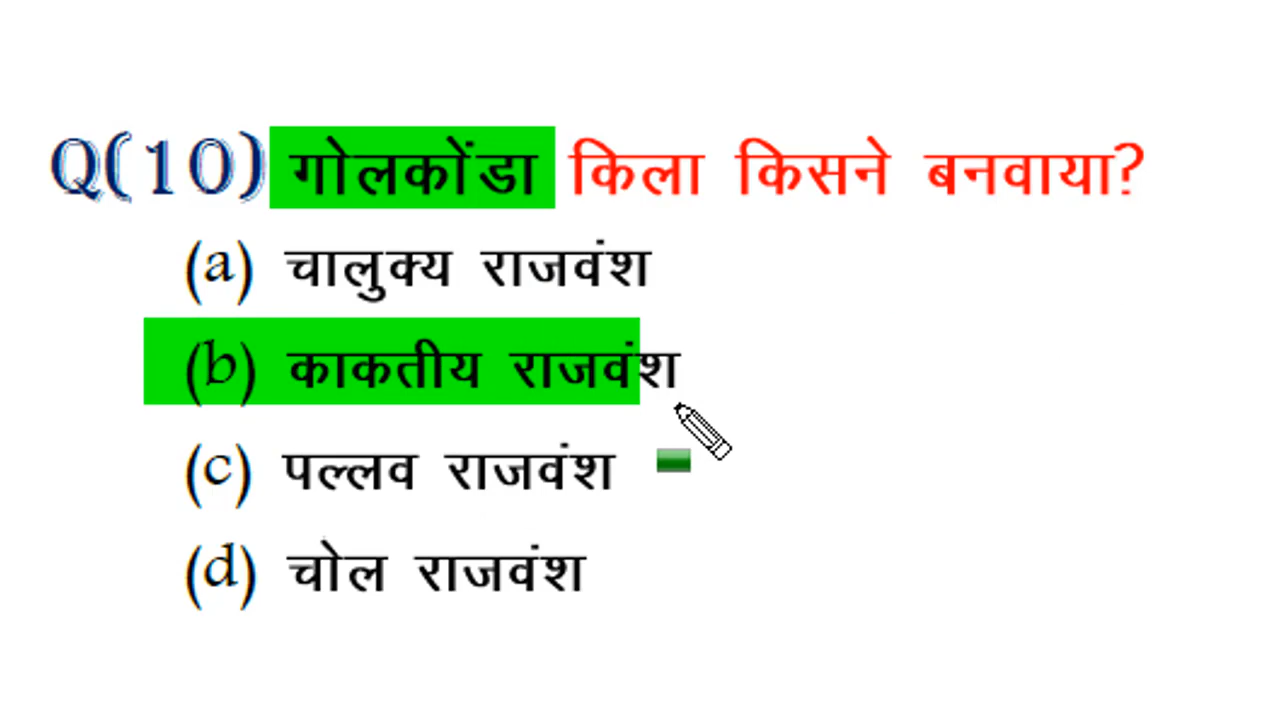 Q(10) गोलकोंडा किला किसने बनवाया?
(a) चालुक्य राजवंश
(b) काकतीय राजवंश
(c) पल्लव राजवंश
(d) चोल राजवंश